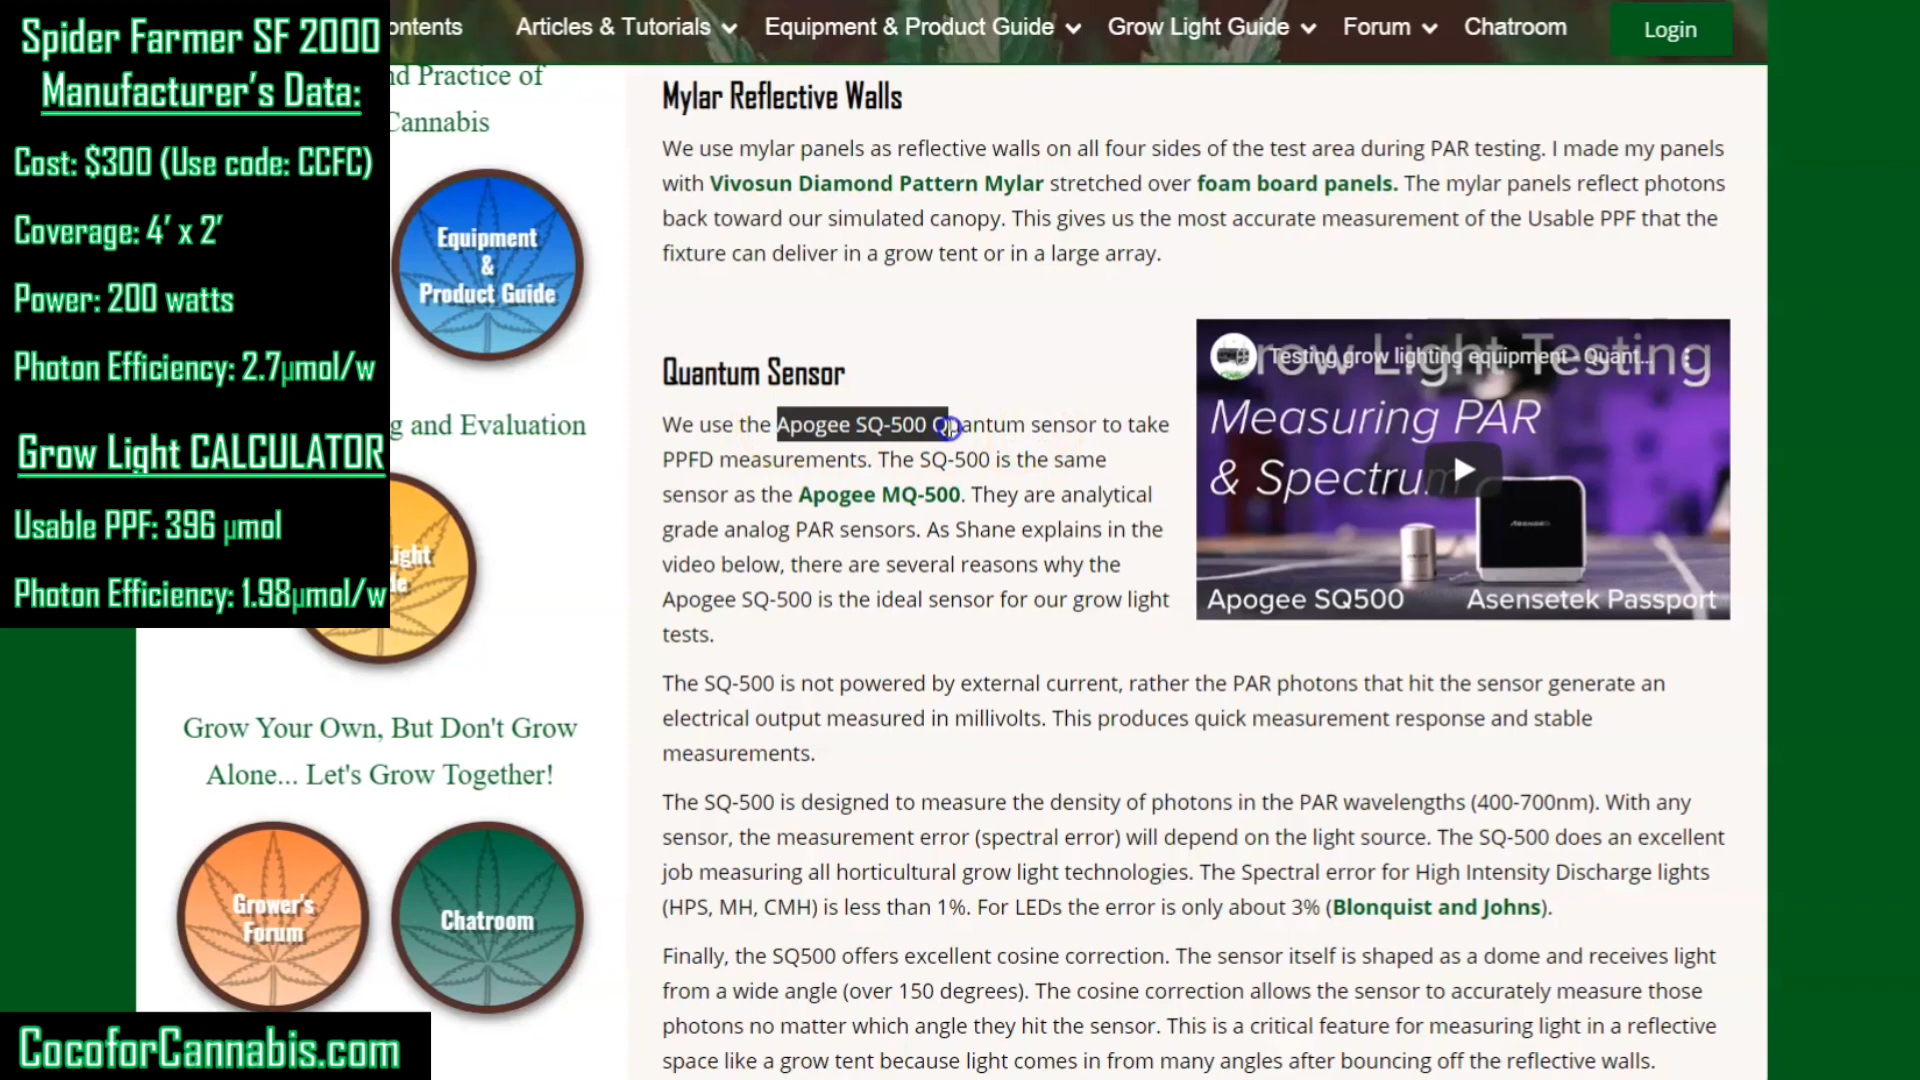 Spider Farmer SF 2000
Manufacturer's Data:
Cost: $300 (Use code: CCFC)
Coverage: 4' x 2'
Power: 200 watts
Photon Efficiency: 2.7µmol/w
Grow Light CALCULATOR
Usable PPF: 396 µmol
Photon Efficiency: 1.98µmol/w
ontents
Articles & Tutorials
Equipment & Product Guide
Grow Light Guide
Forum
Chatroom
Login
nd Practice of
Cannabis
Equipment
&
Product Guide
g and Evaluation
ight
Grow Your Own, But Don't Grow
Alone... Let's Grow Together!
Grower's
Forum
Chatroom
CocoforCannabis.com
Mylar Reflective Walls
We use mylar panels as reflective walls on all four sides of the test area during PAR testing. I made my panels
with Vivosun Diamond Pattern Mylar stretched over foam board panels. The mylar panels reflect photons
back toward our simulated canopy. This gives us the most accurate measurement of the Usable PPF that the
fixture can deliver in a grow tent or in a large array.
Quantum Sensor
We use the Apogee SQ-500 Quantum sensor to take
PPFD measurements. The SQ-500 is the same
sensor as the Apogee MQ-500. They are analytical
grade analog PAR sensors. As Shane explains in the
video below, there are several reasons why the
Apogee SQ-500 is the ideal sensor for our grow light
tests.
Testing grow lighting equipment - Quant...
row Light Testing
Measuring PAR
& Spectrum
Apogee SQ500
Asensetek Passport
The SQ-500 is not powered by external current, rather the PAR photons that hit the sensor generate an
electrical output measured in millivolts. This produces quick measurement response and stable
measurements.
The SQ-500 is designed to measure the density of photons in the PAR wavelengths (400-700nm). With any
sensor, the measurement error (spectral error) will depend on the light source. The SQ-500 does an excellent
job measuring all horticultural grow light technologies. The Spectral error for High Intensity Discharge lights
(HPS, MH, CMH) is less than 1%. For LEDs the error is only about 3% (Blonquist and Johns).
Finally, the SQ500 offers excellent cosine correction. The sensor itself is shaped as a dome and receives light
from a wide angle (over 150 degrees). The cosine correction allows the sensor to accurately measure those
photons no matter which angle they hit the sensor. This is a critical feature for measuring light in a reflective
space like a grow tent because light comes in from many angles after bouncing off the reflective walls.